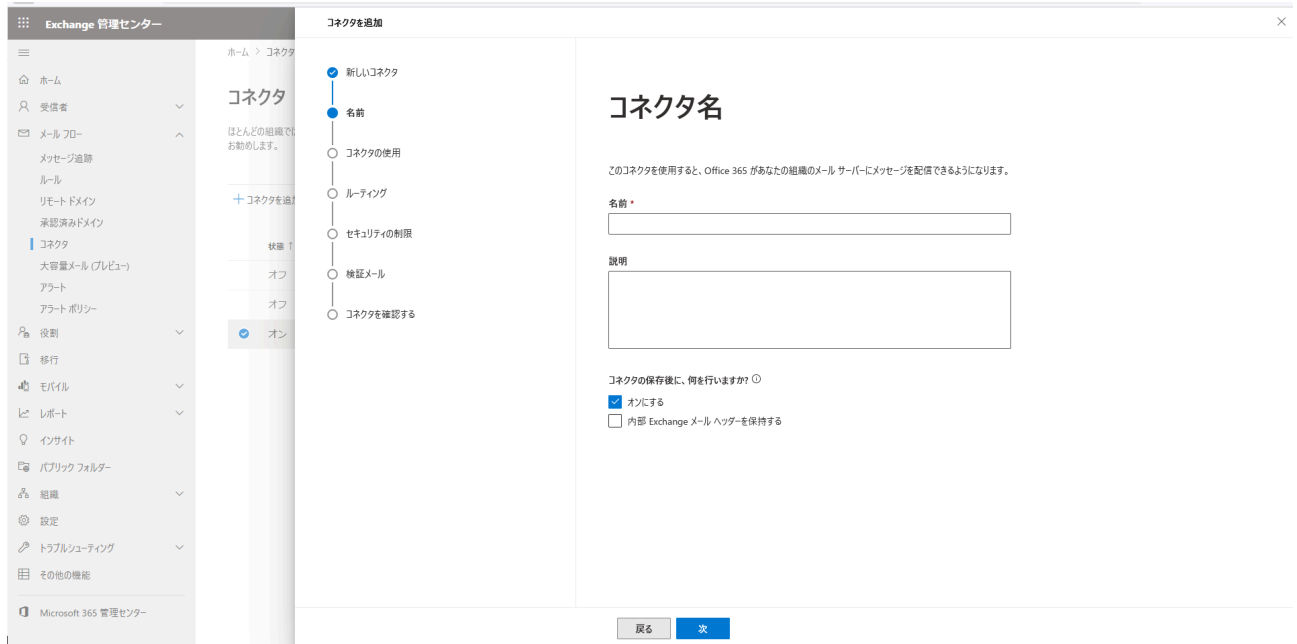 Exchange 管理センター
ホーム
受信者
メール フロー
メッセージ追跡
ルール
リモート ドメイン
承認済みドメイン
コネクタ
大容量メール (プレビュー)
アラート
アラート ポリシー
役割
移行
モバイル
レポート
インサイト
パブリック フォルダー
組織
設定
トラブルシューティング
その他の機能
Microsoft 365 管理センター
ホーム > コネクタ
コネクタ
ほとんどの組織では
お勧めします。
コネクタを追加
状態 ↑
オフ
オフ
オン
コネクタを追加
新しいコネクタ
名前
コネクタの使用
ルーティング
セキュリティの制限
検証メール
コネクタを確認する
コネクタ名
このコネクタを使用すると、Office 365 があなたの組織のメール サーバーにメッセージを配信できるようになります。
名前 *
説明
コネクタの保存後に、何を行いますか?
オンにする
内部 Exchange メール ヘッダーを保持する
戻る
次